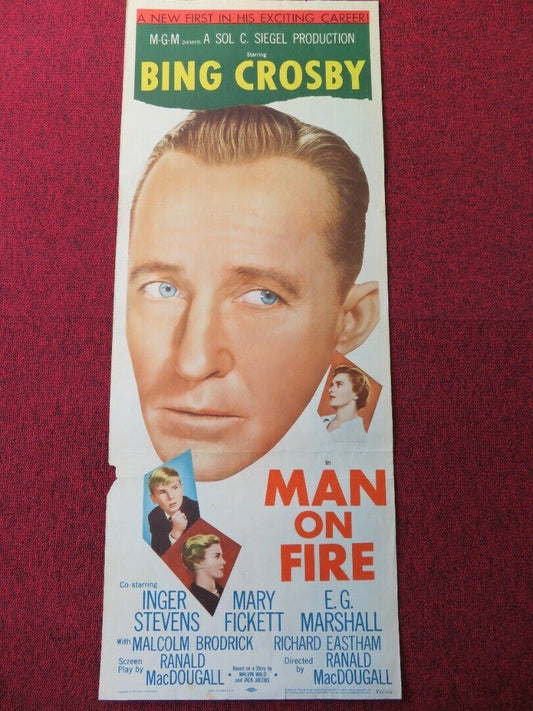 A NEW FIRST IN HIS EXCITING CAREER!
M-G-M presents A SOL C. SIEGEL PRODUCTION
Starring
BING CROSBY
In
MAN
ON
FIRE
Co-starring
INGER STEVENS MARY FICKETT E.G. MARSHALL
With MALCOLM BRODRICK RICHARD EASTHAM
Screen Play by RANALD MacDOUGALL Based on a Story by MALVIN WALD and JACK JACOBS Directed by RANALD MacDOUGALL